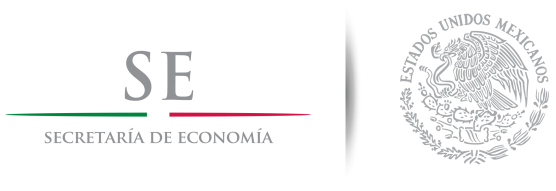 SE
SECRETARÍA DE ECONOMÍA
ESTADOS UNIDOS MEXICANOS